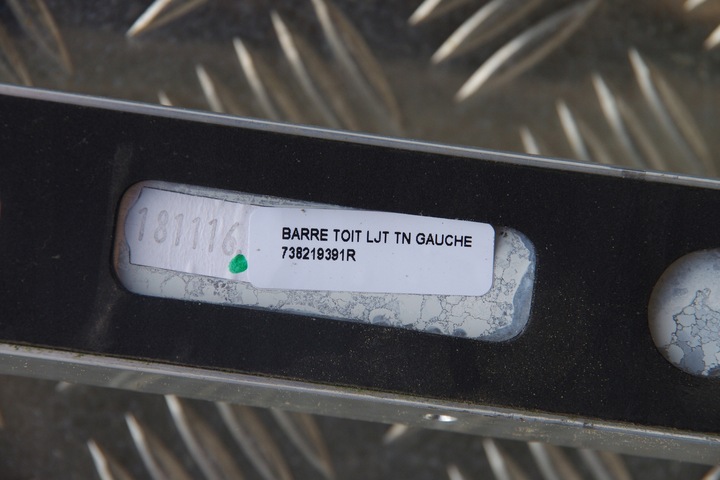 181116
BARRE TOIT LJT TN GAUCHE
738219391R